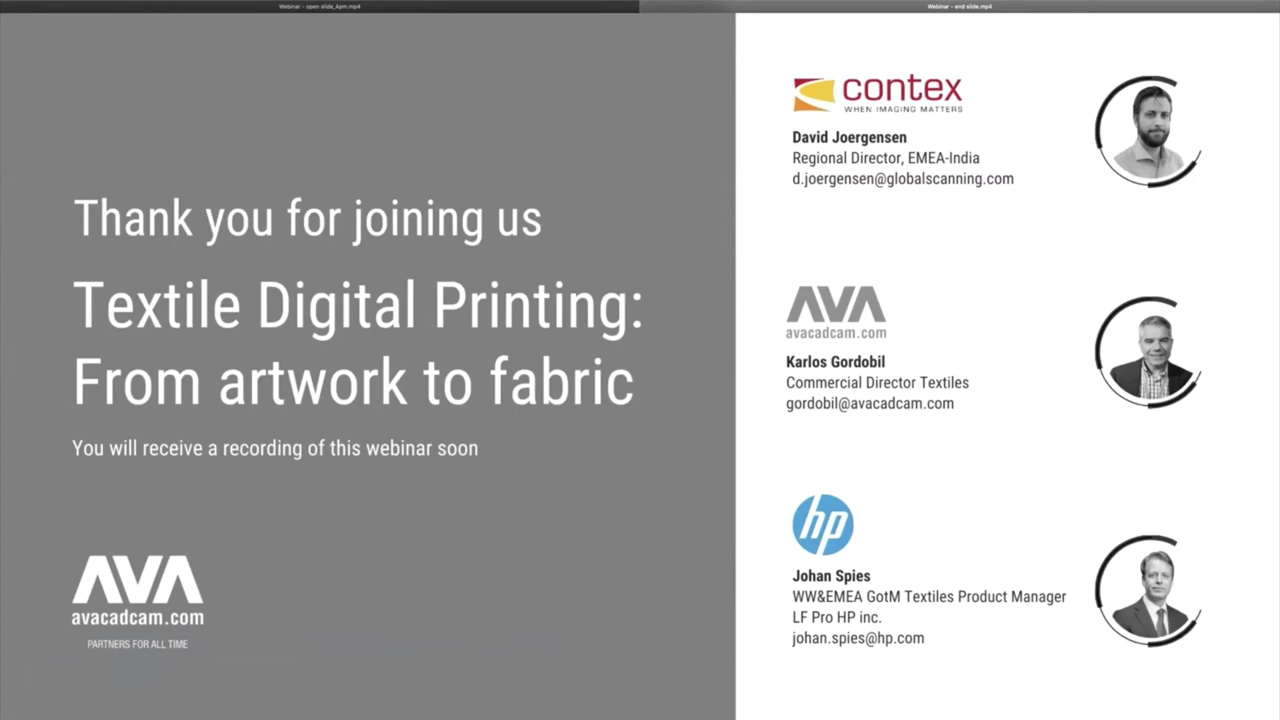 Webinar - open slide_4pm.mp4
Webinar - end slide.mp4
Thank you for joining us
Textile Digital Printing:
From artwork to fabric
You will receive a recording of this webinar soon
AVA
avacadcam.com
PARTNERS FOR ALL TIME
contex
WHEN IMAGING MATTERS
David Joergensen
Regional Director, EMEA-India
d.joergensen@globalscanning.com
AVA
avacadcam.com
Karlos Gordobil
Commercial Director Textiles
gordobil@avacadcam.com
hp
Johan Spies
WW&EMEA GotM Textiles Product Manager
LF Pro HP inc.
johan.spies@hp.com